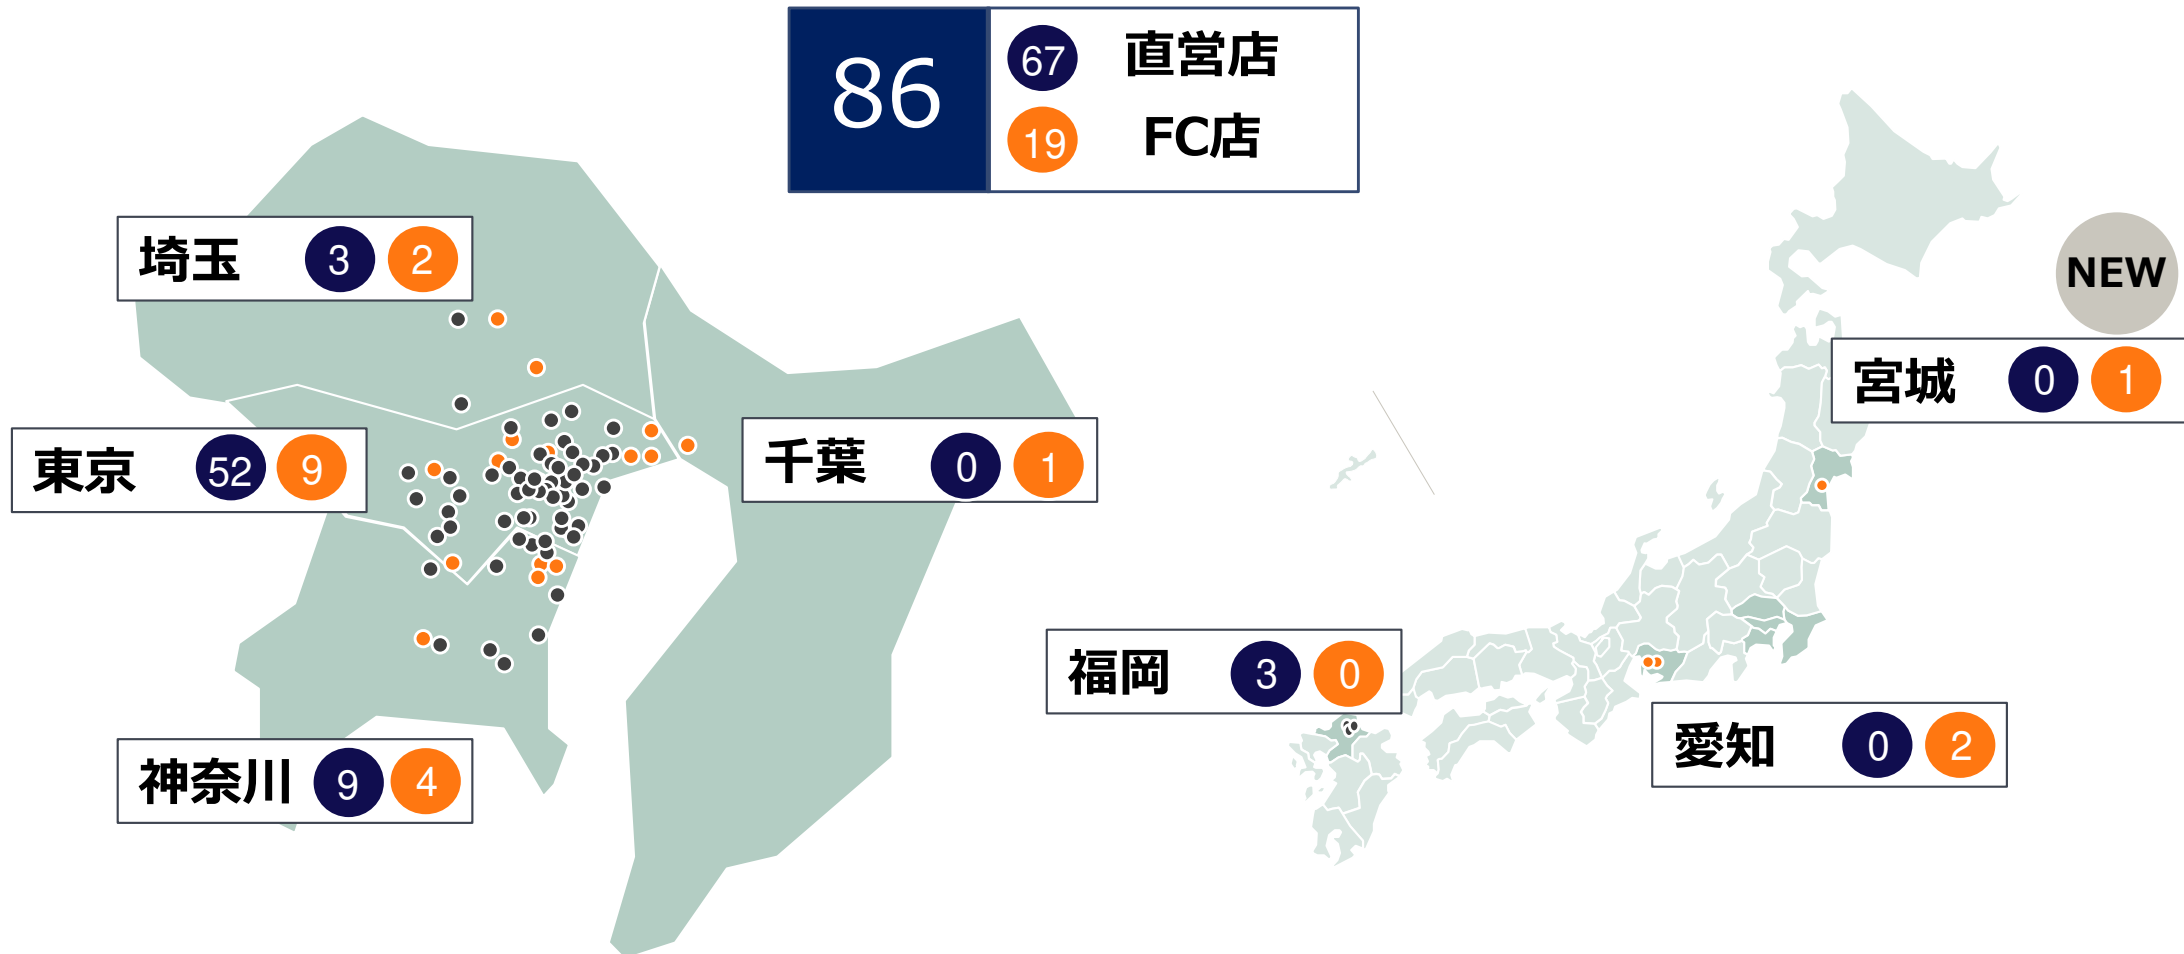 86
67 直営店
19 FC店
埼玉 3 2
NEW
宮城 0 1
東京 52 9
千葉 0 1
福岡 3 0
愛知 0 2
神奈川 9 4